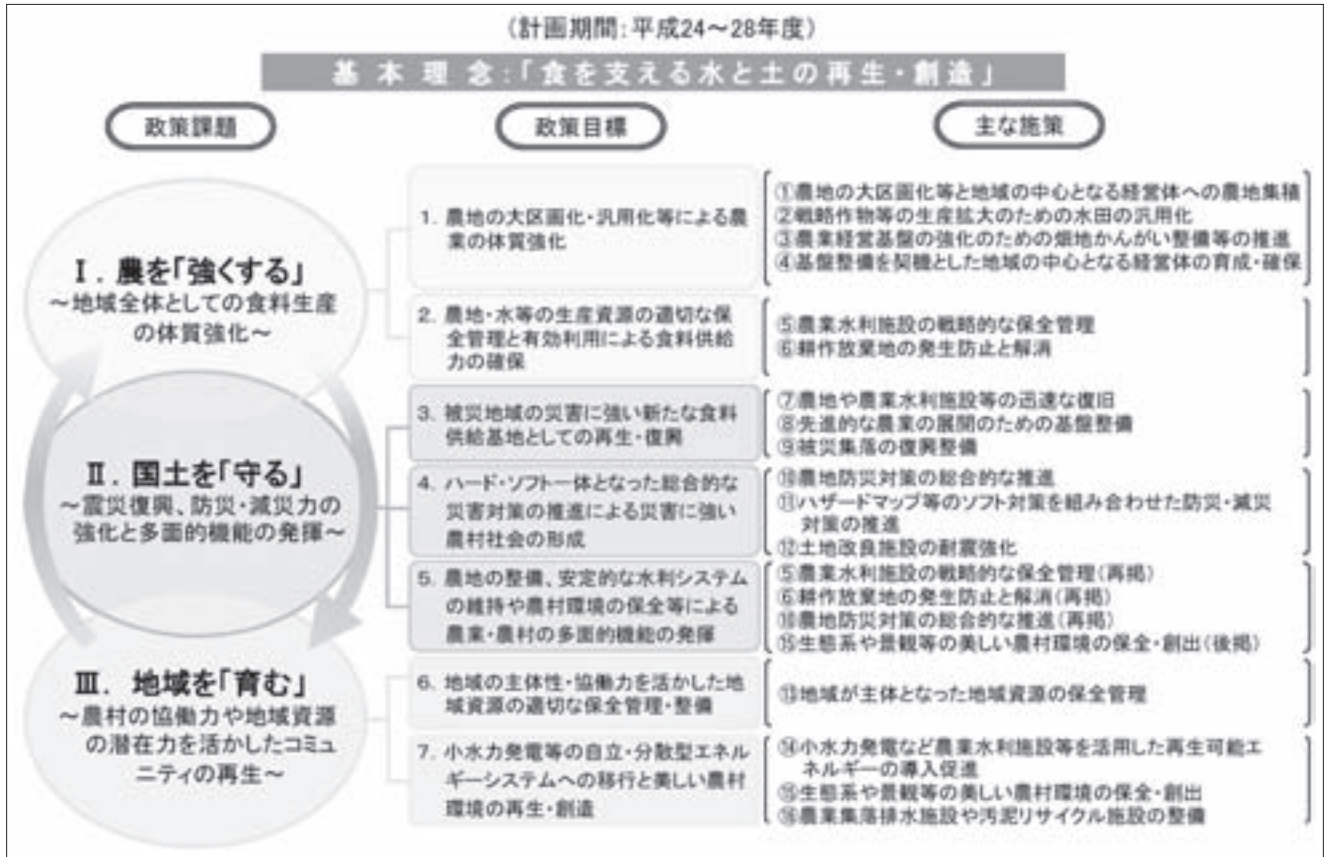 (計画期間:平成24～28年度)
基本理念:「食を支える水と土の再生・創造」
政策課題
政策目標
主な施策
Ⅰ. 農を「強くする」
～地域全体としての食料生産
の体質強化～
1. 農地の大区画化・汎用化等による農
業の体質強化
①農地の大区画化等と地域の中心となる経営体への農地集積
②戦略作物等の生産拡大のための水田の汎用化
③農業経営基盤の強化のための畑地かんがい整備等の推進
④基盤整備を契機とした地域の中心となる経営体の育成・確保
2. 農地・水等の生産資源の適切な保
全管理と有効利用による食料供給
力の確保
⑤農業水利施設の戦略的な保全管理
⑥耕作放棄地の発生防止と解消
Ⅱ. 国土を「守る」
～震災復興、防災・減災力の
強化と多面的機能の発揮～
3. 被災地域の災害に強い新たな食料
供給基地としての再生・復興
⑦農地や農業水利施設等の迅速な復旧
⑧先進的な農業の展開のための基盤整備
⑨被災集落の復興整備
4. ハード・ソフト一体となった総合的な
災害対策の推進による災害に強い
農村社会の形成
⑩農地防災対策の総合的な推進
⑪ハザードマップ等のソフト対策を組み合わせた防災・減災
対策の推進
⑫土地改良施設の耐震強化
5. 農地の整備、安定的な水利システム
の維持や農村環境の保全等による
農業・農村の多面的機能の発揮
⑤農業水利施設の戦略的な保全管理(再掲)
⑥耕作放棄地の発生防止と解消(再掲)
⑩農地防災対策の総合的な推進(再掲)
⑮生態系や景観等の美しい農村環境の保全・創出(後掲)
Ⅲ. 地域を「育む」
～農村の協働力や地域資源
の潜在力を活かしたコミュ
ニティの再生～
6. 地域の主体性・協働力を活かした地
域資源の適切な保全管理・整備
⑬地域が主体となった地域資源の保全管理
7. 小水力発電等の自立・分散型エネル
ギーシステムへの移行と美しい農村
環境の再生・創造
⑭小水力発電など農業水利施設等を活用した再生可能エ
ネルギーの導入促進
⑮生態系や景観等の美しい農村環境の保全・創出
⑯農業集落排水施設や汚泥リサイクル施設の整備